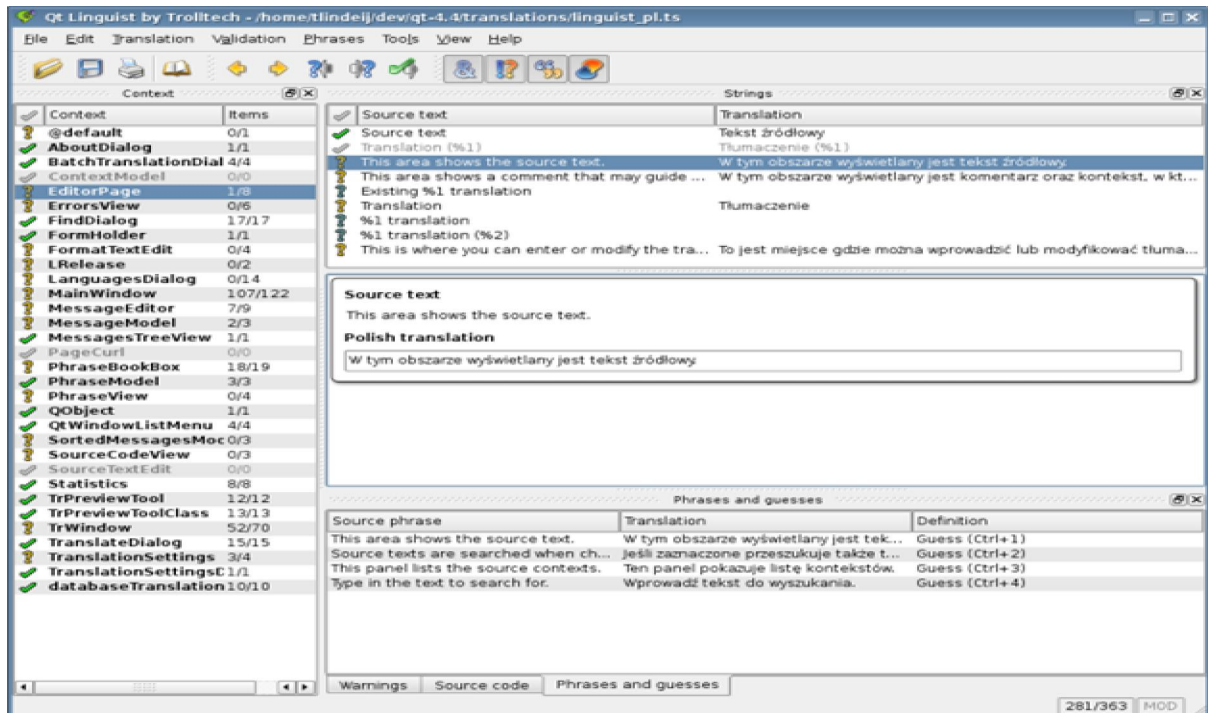 Qt Linguist by Trolltech - /home/tlindeij/dev/qt-4.4/translations/linguist_pl.ts
File Edit Translation Validation Phrases Tools View Help
Context
Context Items
@default 0/1
AboutDialog 1/1
BatchTranslationDial 4/4
ContextModel 0/0
EditorPage 1/8
ErrorsView 0/6
FindDialog 17/17
FormHolder 1/1
FormatTextEdit 0/4
LRelease 0/2
LanguagesDialog 0/14
MainWindow 107/122
MessageEditor 7/9
MessageModel 2/3
MessagesTreeView 1/1
PageCurl 0/0
PhraseBookBox 18/19
PhraseModel 3/3
PhraseView 0/4
QObject 1/1
QtWindowListMenu 4/4
SortedMessagesMoc 0/3
SourceCodeView 0/3
SourceTextEdit 0/0
Statistics 8/8
TrPreviewTool 12/12
TrPreviewToolClass 13/13
TrWindow 52/70
TranslateDialog 15/15
TranslationSettings 3/4
TranslationSettingsD 1/1
databaseTranslation 10/10
Strings
Source text Translation
Source text Tekst źródłowy
Translation (%1) Tłumaczenie (%1)
This area shows the source text. W tym obszarze wyświetlany jest tekst źródłowy.
This area shows a comment that may guide ... W tym obszarze wyświetlany jest komentarz oraz kontekst, w kt...
Existing %1 translation
Translation Tłumaczenie
%1 translation
%1 translation (%2)
This is where you can enter or modify the tra... To jest miejsce gdzie można wprowadzić lub modyfikować tłuma...
Source text
This area shows the source text.
Polish translation
W tym obszarze wyświetlany jest tekst źródłowy.
Phrases and guesses
Source phrase Translation Definition
This area shows the source text. W tym obszarze wyświetlany jest tek... Guess (Ctrl+1)
Source texts are searched when ch... Jeśli zaznaczone przeszukuje także t... Guess (Ctrl+2)
This panel lists the source contexts. Ten panel pokazuje listę kontekstów. Guess (Ctrl+3)
Type in the text to search for. Wprowadź tekst do wyszukania. Guess (Ctrl+4)
Warnings Source code Phrases and guesses
281/363 MOD